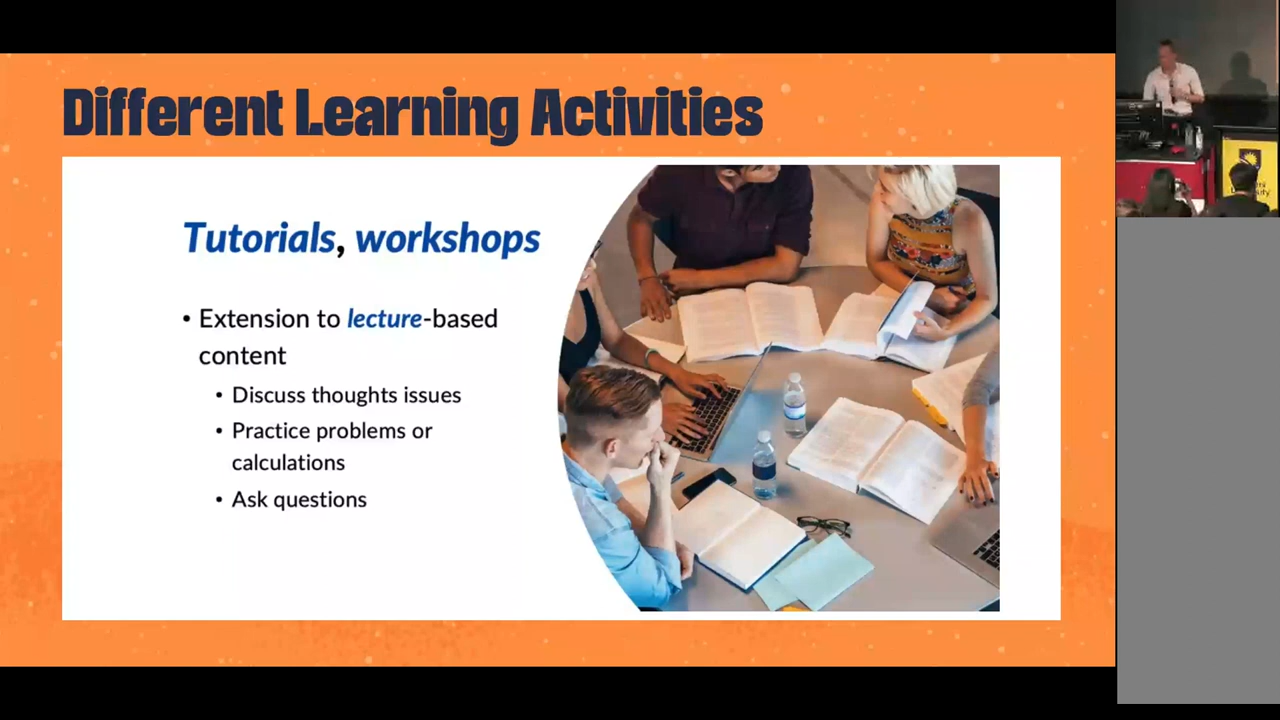 Different Learning Activities
Tutorials, workshops
• Extension to lecture-based
content
• Discuss thoughts issues
• Practice problems or
calculations
• Ask questions